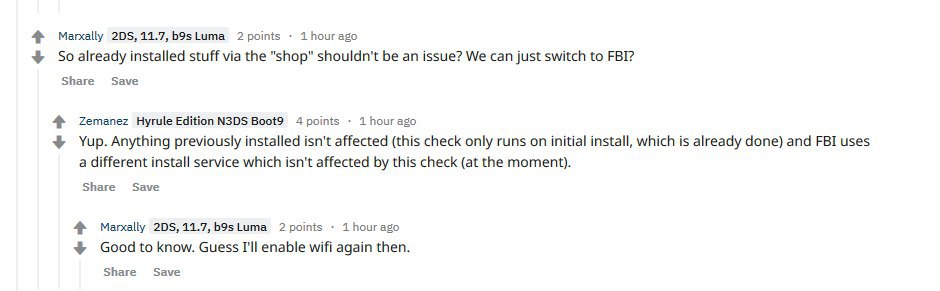 Marxally 2DS, 11.7, b9s Luma 2 points · 1 hour ago
So already installed stuff via the "shop" shouldn't be an issue? We can just switch to FBI?
Share Save
Zemanez Hyrule Edition N3DS Boot9 4 points · 1 hour ago
Yup. Anything previously installed isn't affected (this check only runs on initial install, which is already done) and FBI uses
a different install service which isn't affected by this check (at the moment).
Share Save
Marxally 2DS, 11.7, b9s Luma 2 points · 1 hour ago
Good to know. Guess I'll enable wifi again then.
Share Save